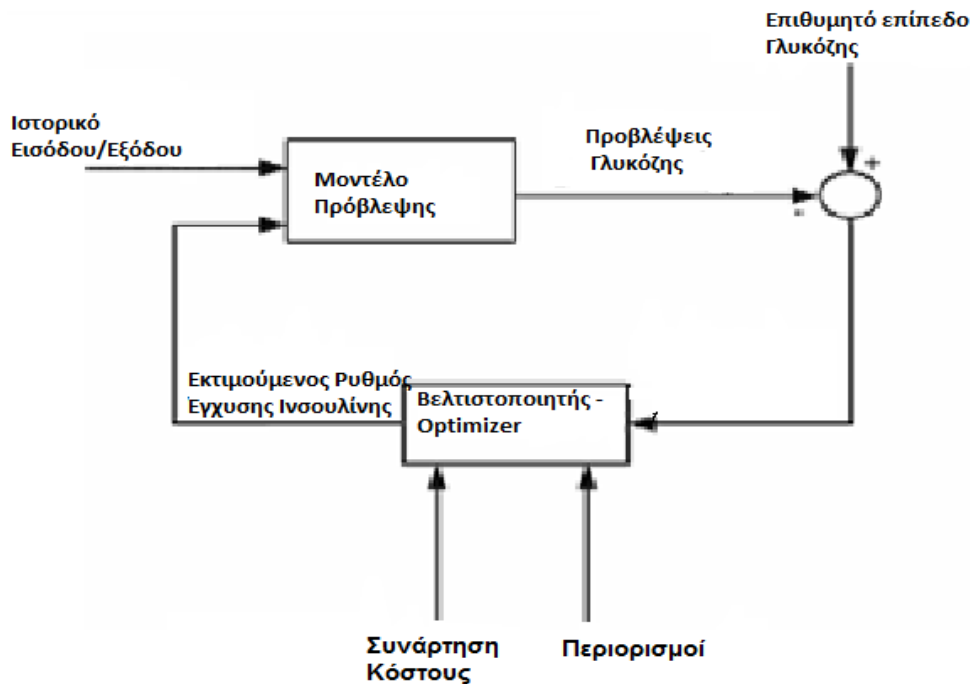 Επιθυμητό επίπεδο
Γλυκόζης
Ιστορικό
Εισόδου/Εξόδου
Προβλέψεις
Γλυκόζης
+
Μοντέλο
Πρόβλεψης
-
Εκτιμούμενος Ρυθμός
Έγχυσης Ινσουλίνης
Βελτιστοποιητής -
Optimizer
Συνάρτηση
Κόστους
Περιορισμοί